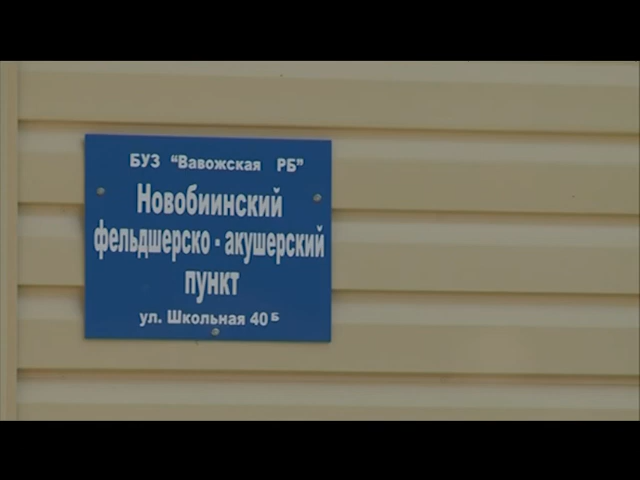 БУЗ "Вавожская РБ"
Новобиинский
фельдшерско - акушерский
пункт
ул. Школьная 40 Б